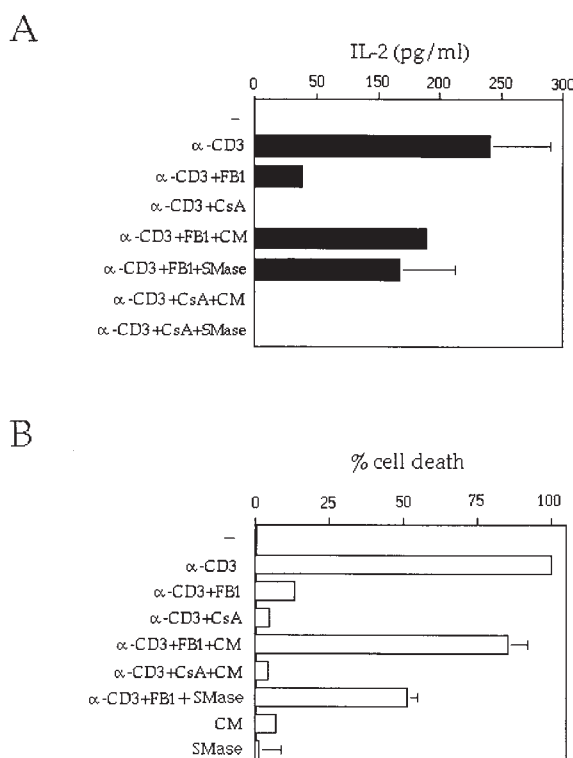 A
IL-2 (pg/ml)
0 50 150 200 250 300
–
α-CD3
α-CD3+FB1
α-CD3+CsA
α-CD3+FB1+CM
α-CD3+FB1+SMase
α-CD3+CsA+CM
α-CD3+CsA+SMase
B
% cell death
0 25 50 75 100
–
α-CD3
α-CD3+FB1
α-CD3+CsA
α-CD3+FB1+CM
α-CD3+CsA+CM
α-CD3+FB1+SMase
CM
SMase